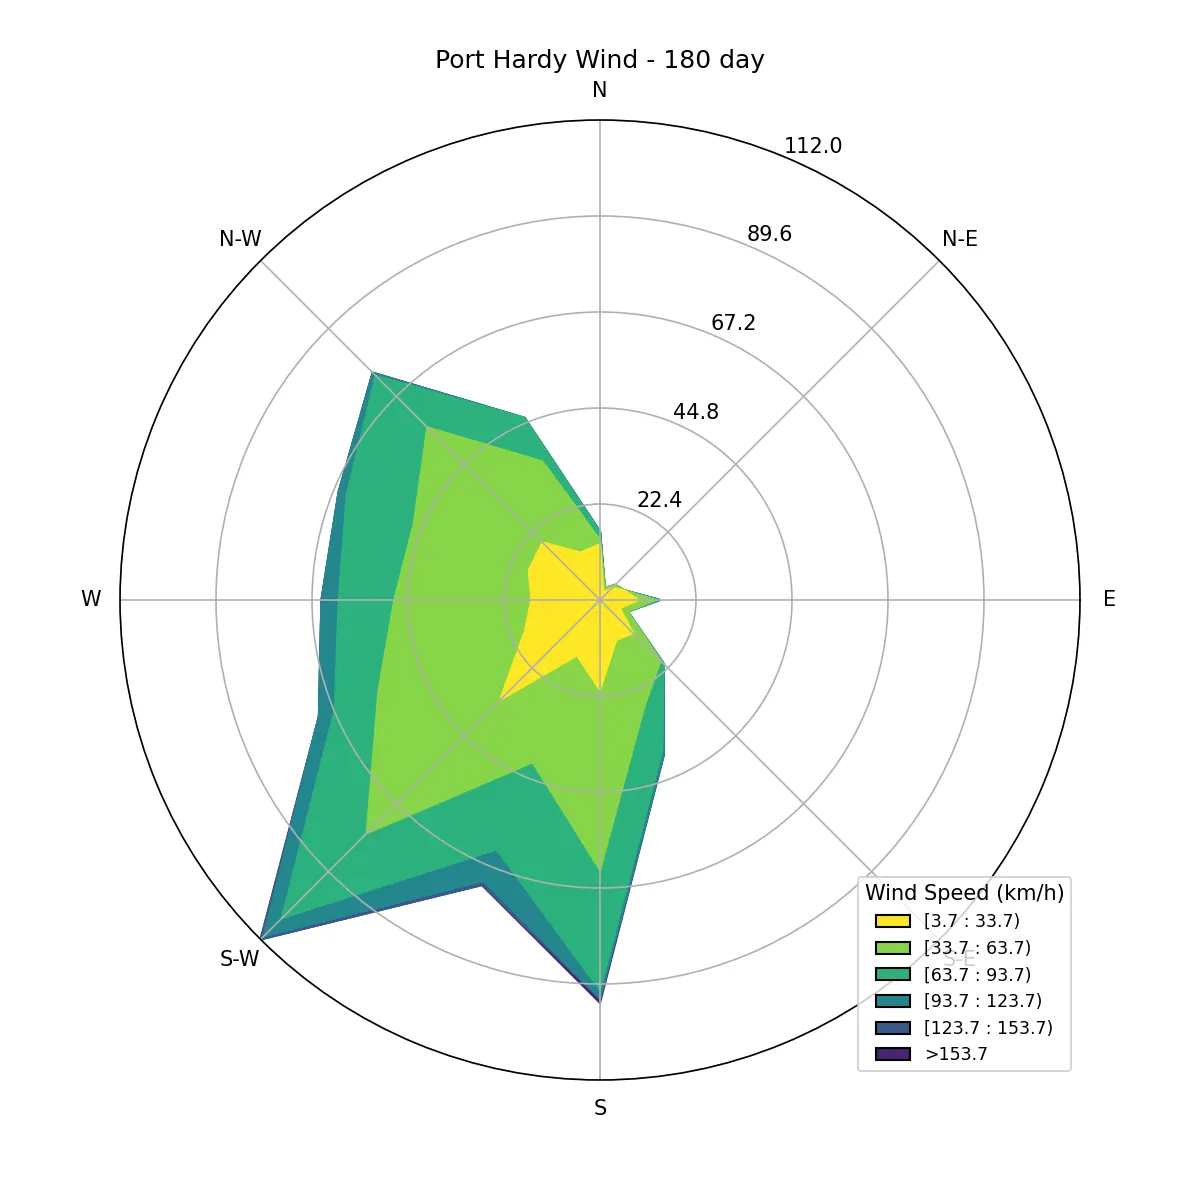 Port Hardy Wind - 180 day
N
112.0
N-W
N-E
89.6
67.2
44.8
22.4
W
E
S-W
S-E
S
Wind Speed (km/h)
[3.7 : 33.7)
[33.7 : 63.7)
[63.7 : 93.7)
[93.7 : 123.7)
[123.7 : 153.7)
>153.7